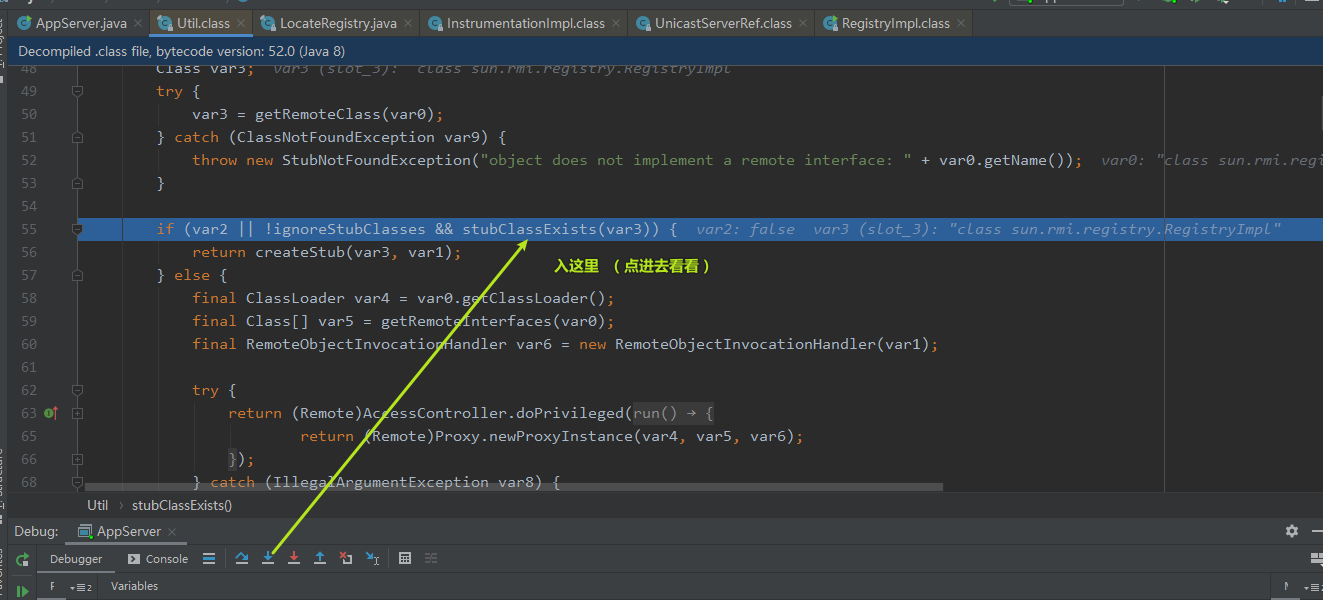 AppServer.java Util.class LocateRegistry.java InstrumentationImpl.class UnicastServerRef.class RegistryImpl.class
Decompiled .class file, bytecode version: 52.0 (Java 8)
48 Class var3; var3 (slot_3): class sun.rmi.registry.RegistryImpl
49 try {
50 var3 = getRemoteClass(var0);
51 } catch (ClassNotFoundException var9) {
52 throw new StubNotFoundException("object does not implement a remote interface: " + var0.getName()); var0: "class sun.rmi.regi
53 }
54
55 if (var2 || !ignoreStubClasses && stubClassExists(var3)) { var2: false var3 (slot_3): "class sun.rmi.registry.RegistryImpl"
56 return createStub(var3, var1);
入这里 （点进去看看）
57 } else {
58 final ClassLoader var4 = var0.getClassLoader();
59 final Class[] var5 = getRemoteInterfaces(var0);
60 final RemoteObjectInvocationHandler var6 = new RemoteObjectInvocationHandler(var1);
61
62 try {
63 return (Remote)AccessController.doPrivileged(run() → {
65 return (Remote)Proxy.newProxyInstance(var4, var5, var6);
66 });
68 } catch (IllegalArgumentException var8) {
Util › stubClassExists()
Debug: AppServer
Debugger Console
F 2 Variables